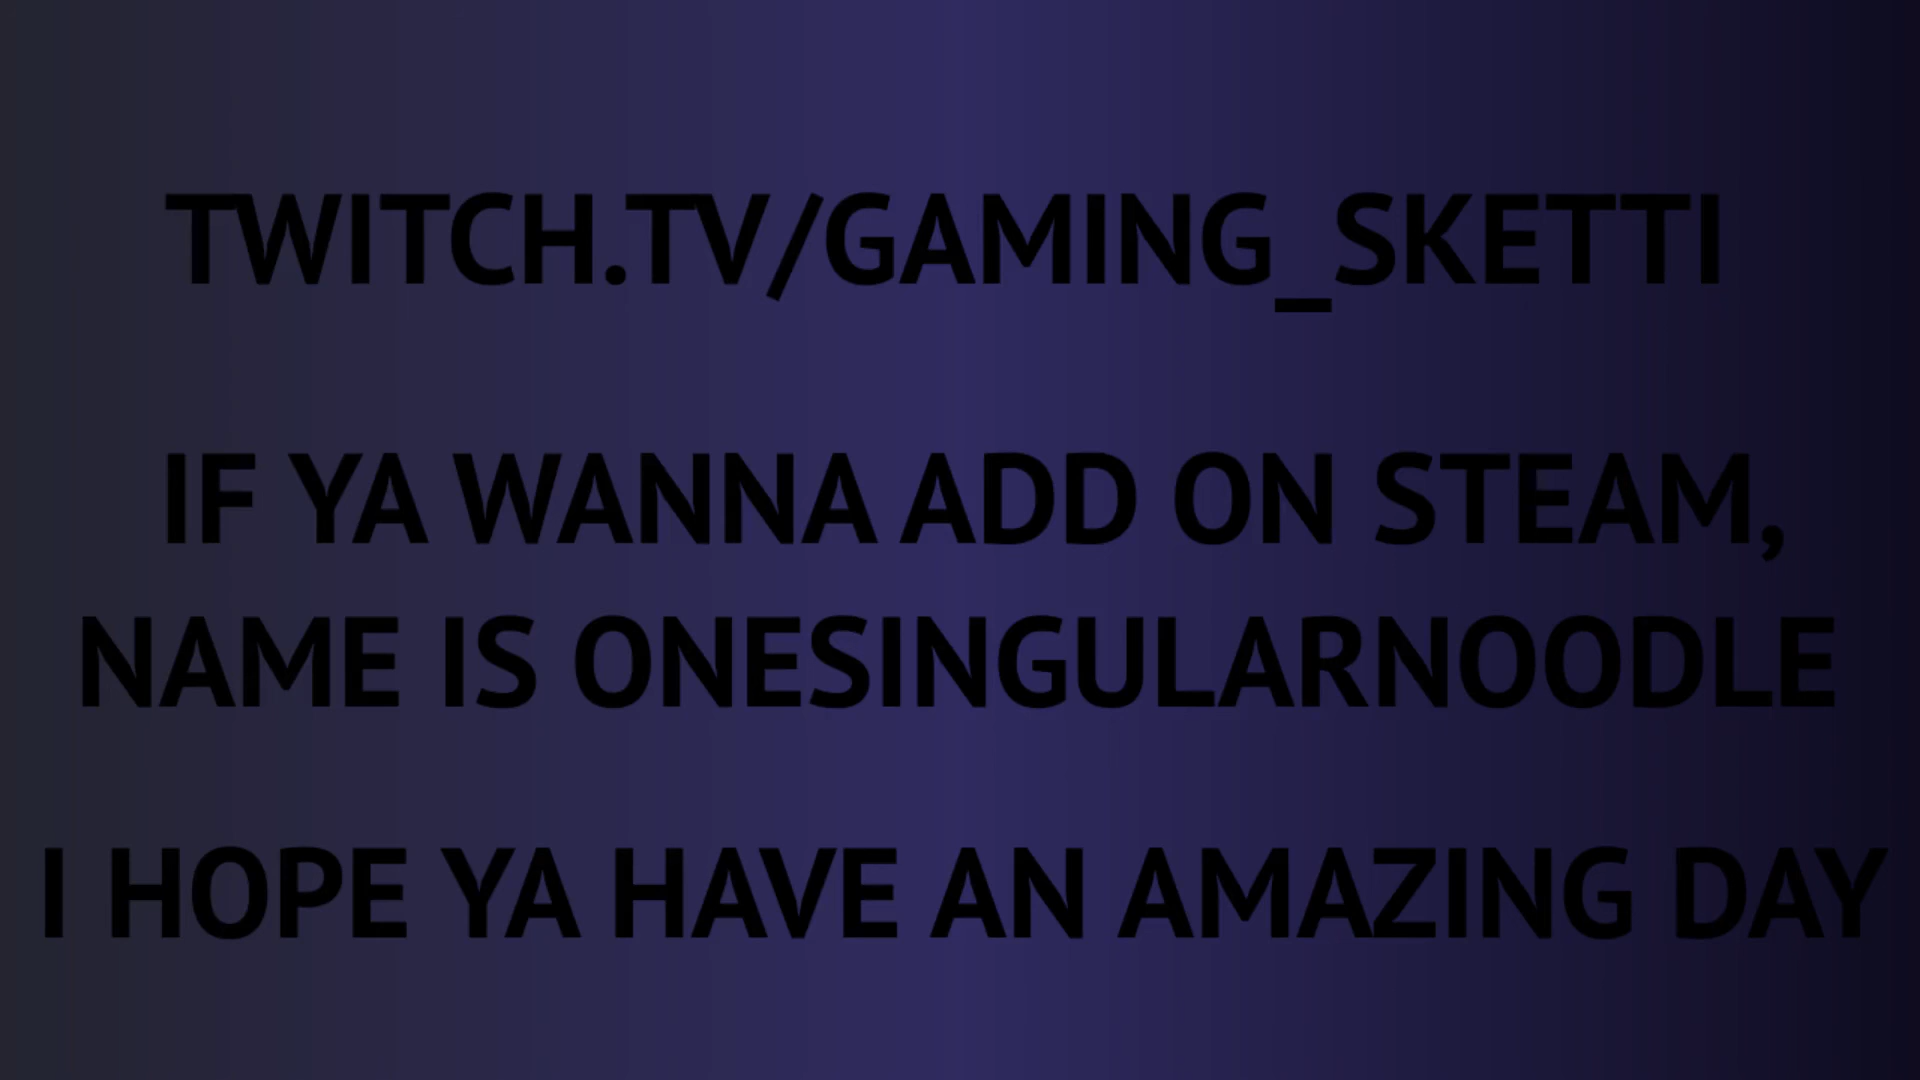 TWITCH.TV/GAMING_SKETTI
IF YA WANNA ADD ON STEAM,
NAME IS ONESINGULARNOODLE
I HOPE YA HAVE AN AMAZING DAY